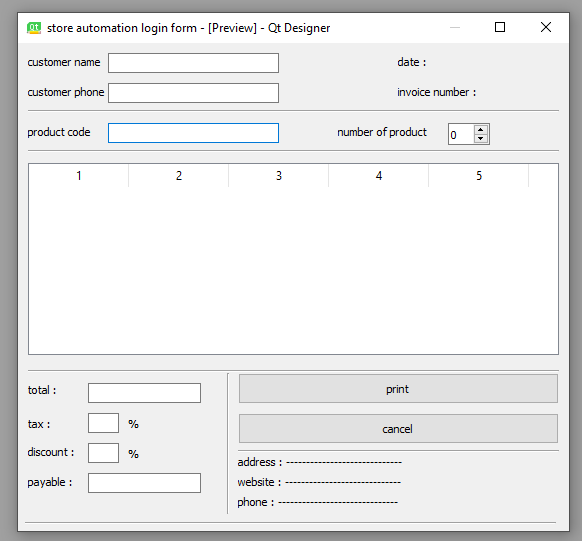 store automation login form - [Preview] - Qt Designer
customer name
date :
customer phone
invoice number :
product code
number of product
0
1 2 3 4 5
total :
print
tax :
%
cancel
discount :
%
address : -----------------------------
website : -----------------------------
payable :
phone : ------------------------------